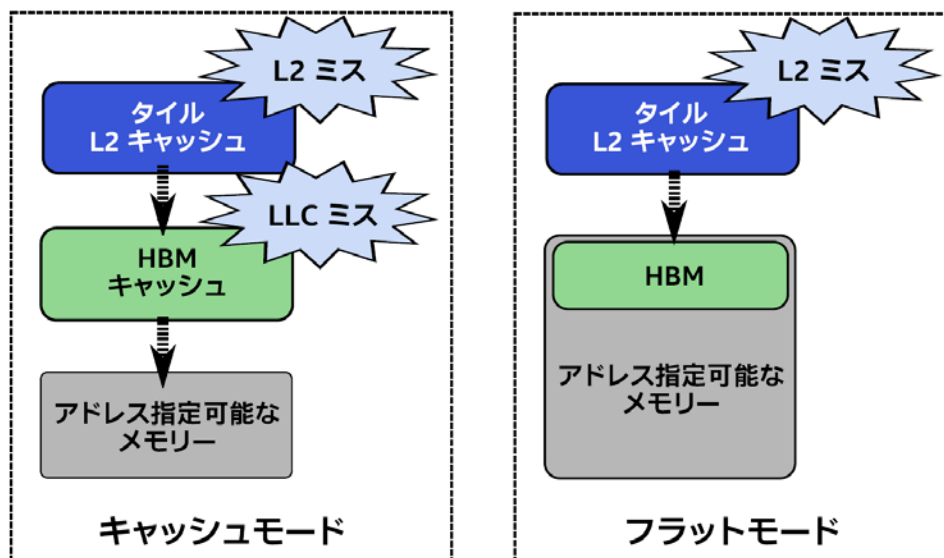 L2 ミス
タイル
L2 キャッシュ
LLC ミス
HBM
キャッシュ
アドレス指定可能な
メモリー
キャッシュモード
L2 ミス
タイル
L2 キャッシュ
HBM
アドレス指定可能な
メモリー
フラットモード